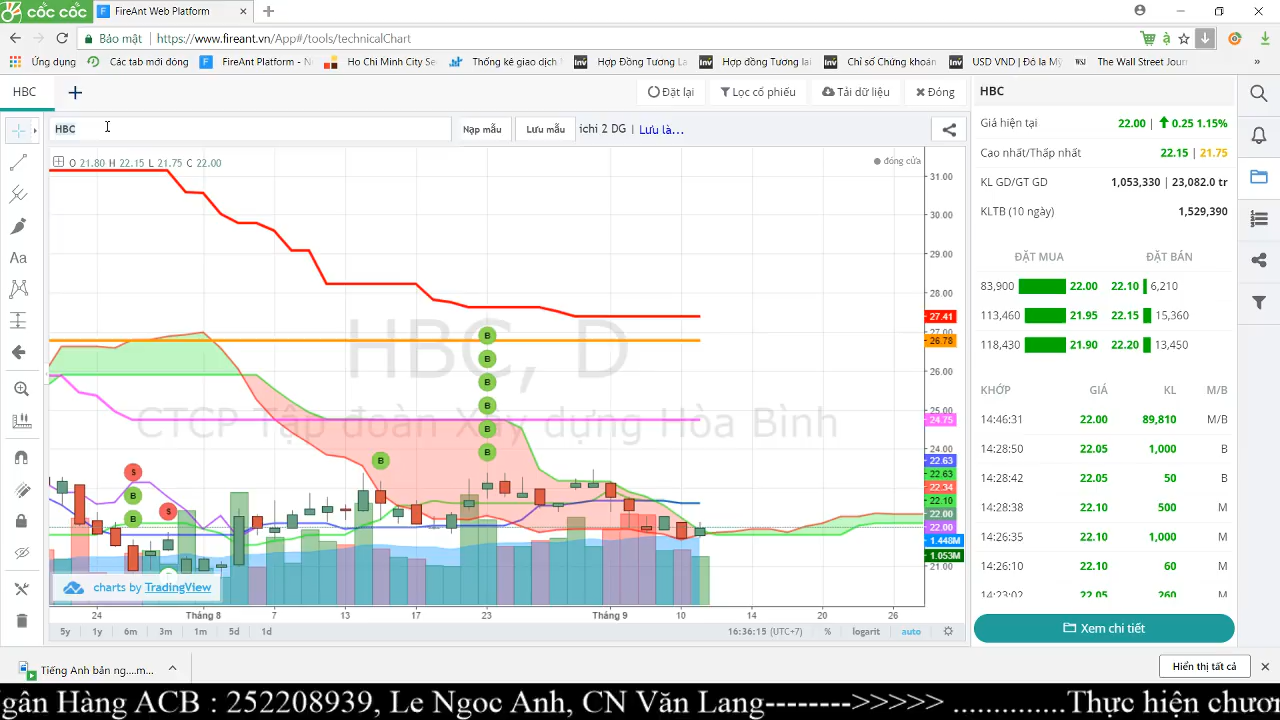 cốc cốc
FireAnt Web Platform
Bảo mật
https://www.fireant.vn/App#/tools/technicalChart
Ứng dụng
Các tab mới đóng
FireAnt Platform - N
Ho Chi Minh City Se
Thống kê giao dịch
Hợp Đồng Tương La
Hợp đồng Tương lai
Chỉ số Chứng khoán
USD VND | Đô la Mỹ
The Wall Street Jour
HBC
Đặt lại
Lọc cổ phiếu
Tải dữ liệu
Đóng
HBC
Nạp mẫu
Lưu mẫu
ichi 2 DG | Lưu là...
O 21.80 H 22.15 L 21.75 C 22.00
đóng cửa
HBC, D
CTCP Tập đoàn Xây dựng Hòa Bình
31.00
30.00
29.00
28.00
27.41
27.00
26.78
26.00
25.00
24.75
24.00
22.63
22.63
22.34
22.10
22.00
22.00
1.448M
1.053M
21.00
B
B
B
B
B
B
B
S
B
S
B
charts by TradingView
24
Tháng 8
7
13
17
23
Tháng 9
10
14
20
26
5y
1y
6m
3m
1m
5d
1d
16:36:15 (UTC+7)
%
logarit
auto
HBC
Giá hiện tại
22.00 | 0.25 1.15%
Cao nhất/Thấp nhất
22.15 | 21.75
KL GD/GT GD
1,053,330 | 23,082.0 tr
KLTB (10 ngày)
1,529,390
ĐẶT MUA
ĐẶT BÁN
83,900 22.00 22.10 6,210
113,460 21.95 22.15 15,360
118,430 21.90 22.20 13,450
KHỚP GIÁ KL M/B
14:46:31 22.00 89,810 M/B
14:28:50 22.05 1,000 B
14:28:42 22.05 50 B
14:28:38 22.10 500 M
14:26:35 22.10 1,000 M
14:26:10 22.10 60 M
14:23:02 22.05 260 M
Xem chi tiết
Aa
Tiếng Anh bản ng....m...
Hiển thị tất cả
Ngân Hàng ACB : 252208939, Le Ngoc Anh, CN Văn Lang-------->>>>> .............Thực hiện chươ